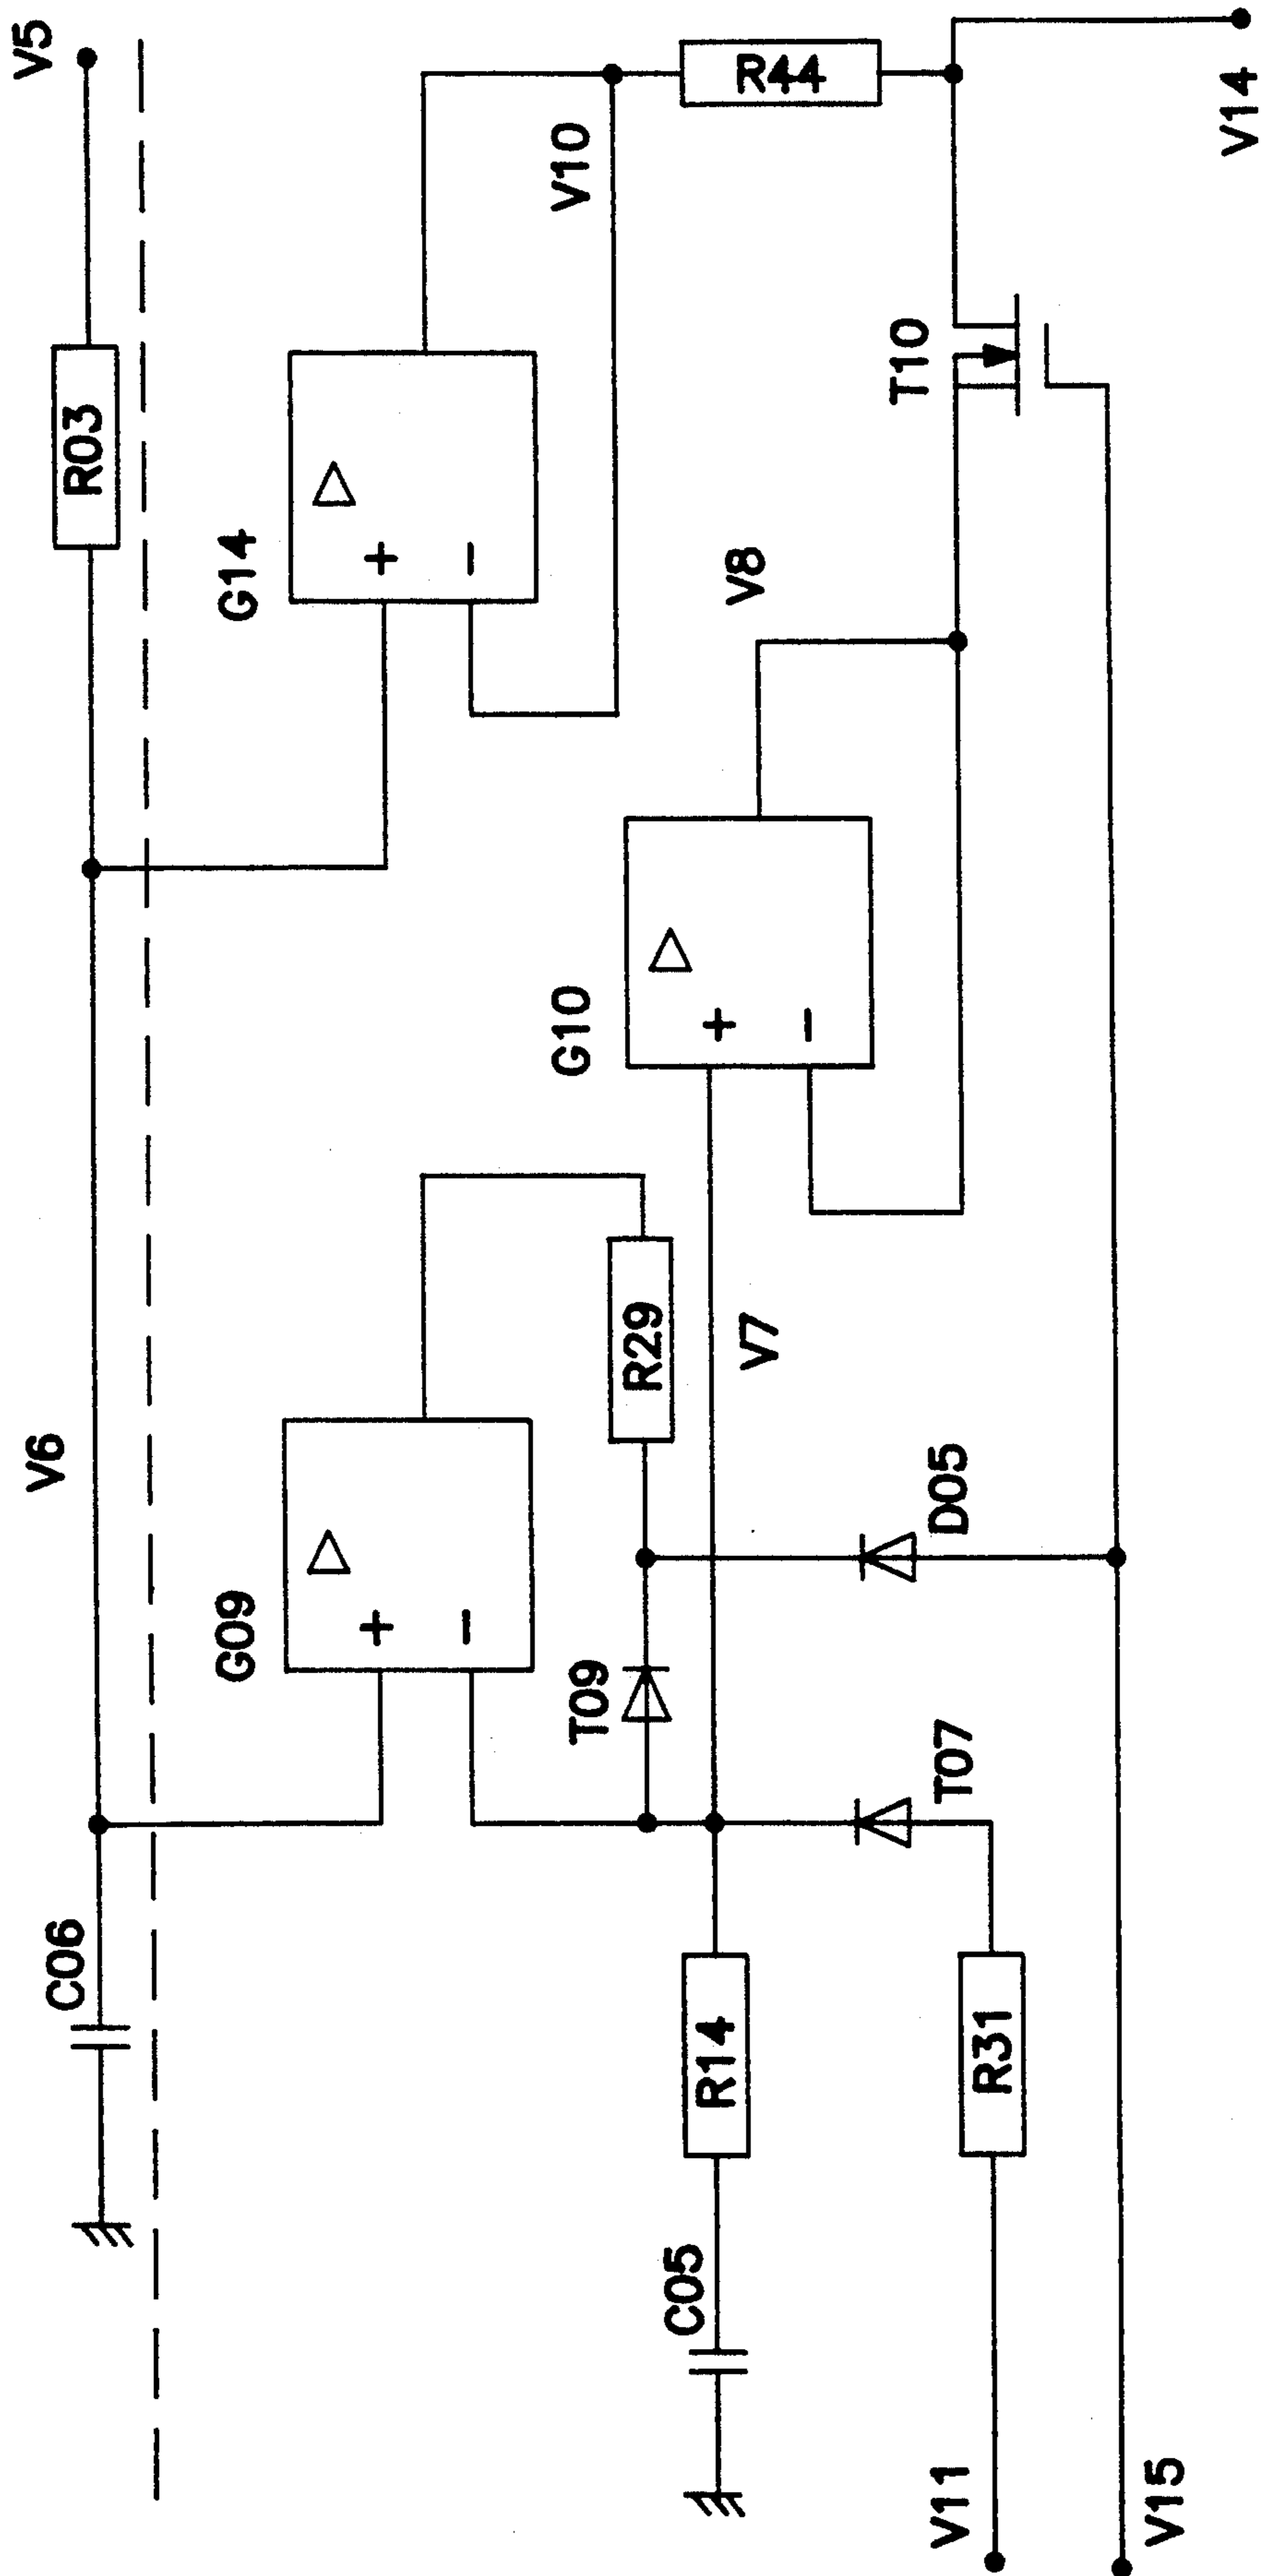 C06
V6
R03
V5
G09
+
−
G14
+
−
V10
T09
R29
G10
+
−
R44
C05
R14
V7
V8
V11
R31
T07
D05
T10
V15
V14